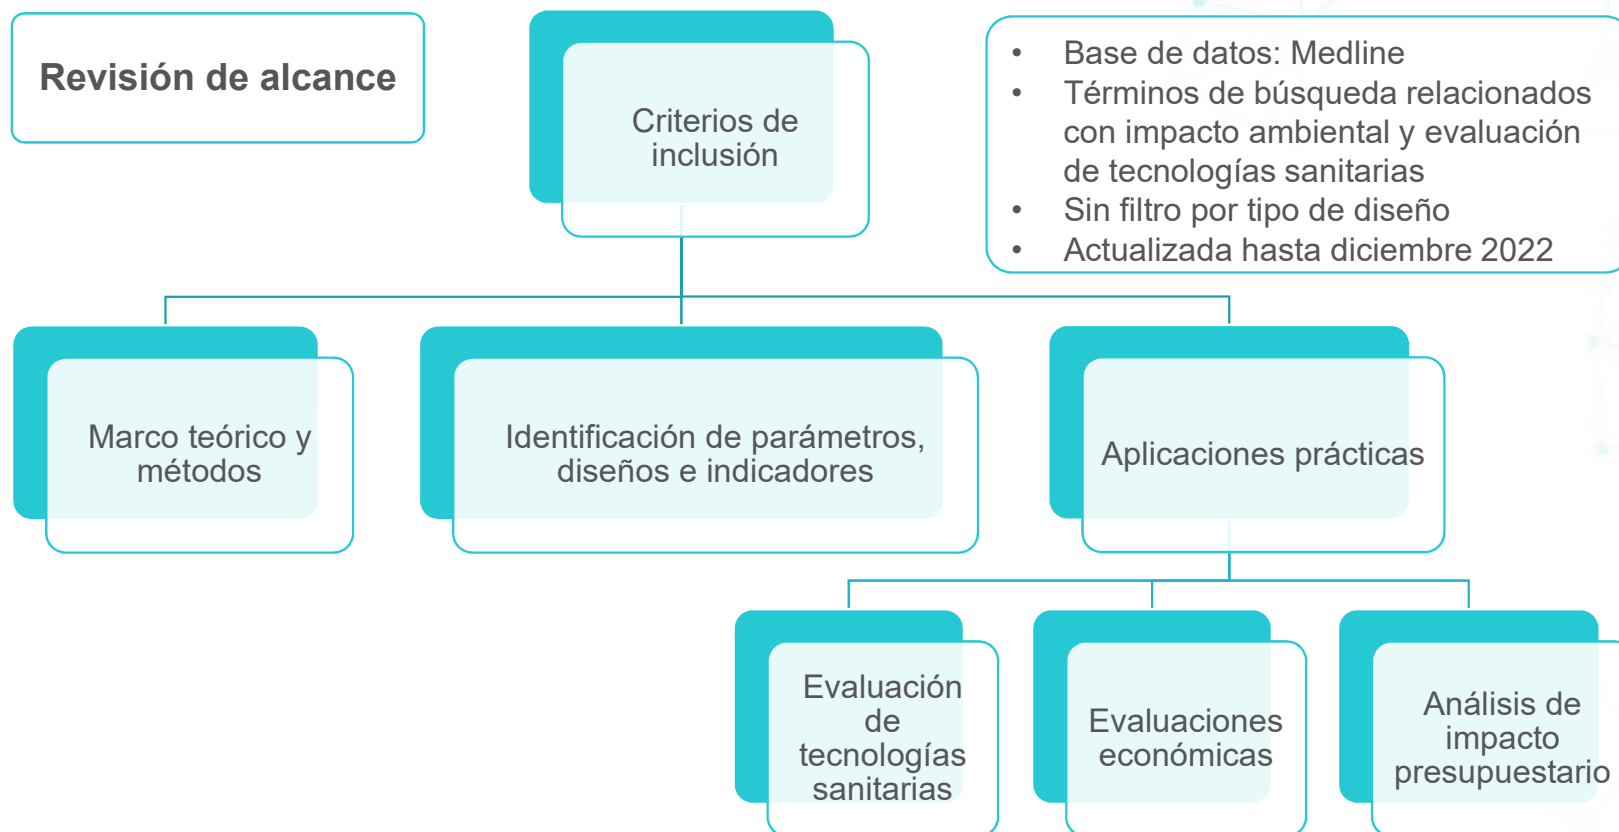 Revisión de alcance
Criterios de
inclusión
• Base de datos: Medline
• Términos de búsqueda relacionados
con impacto ambiental y evaluación
de tecnologías sanitarias
• Sin filtro por tipo de diseño
• Actualizada hasta diciembre 2022
Marco teórico y
métodos
Identificación de parámetros,
diseños e indicadores
Aplicaciones prácticas
Evaluación
de
tecnologías
sanitarias
Evaluaciones
económicas
Análisis de
impacto
presupuestario